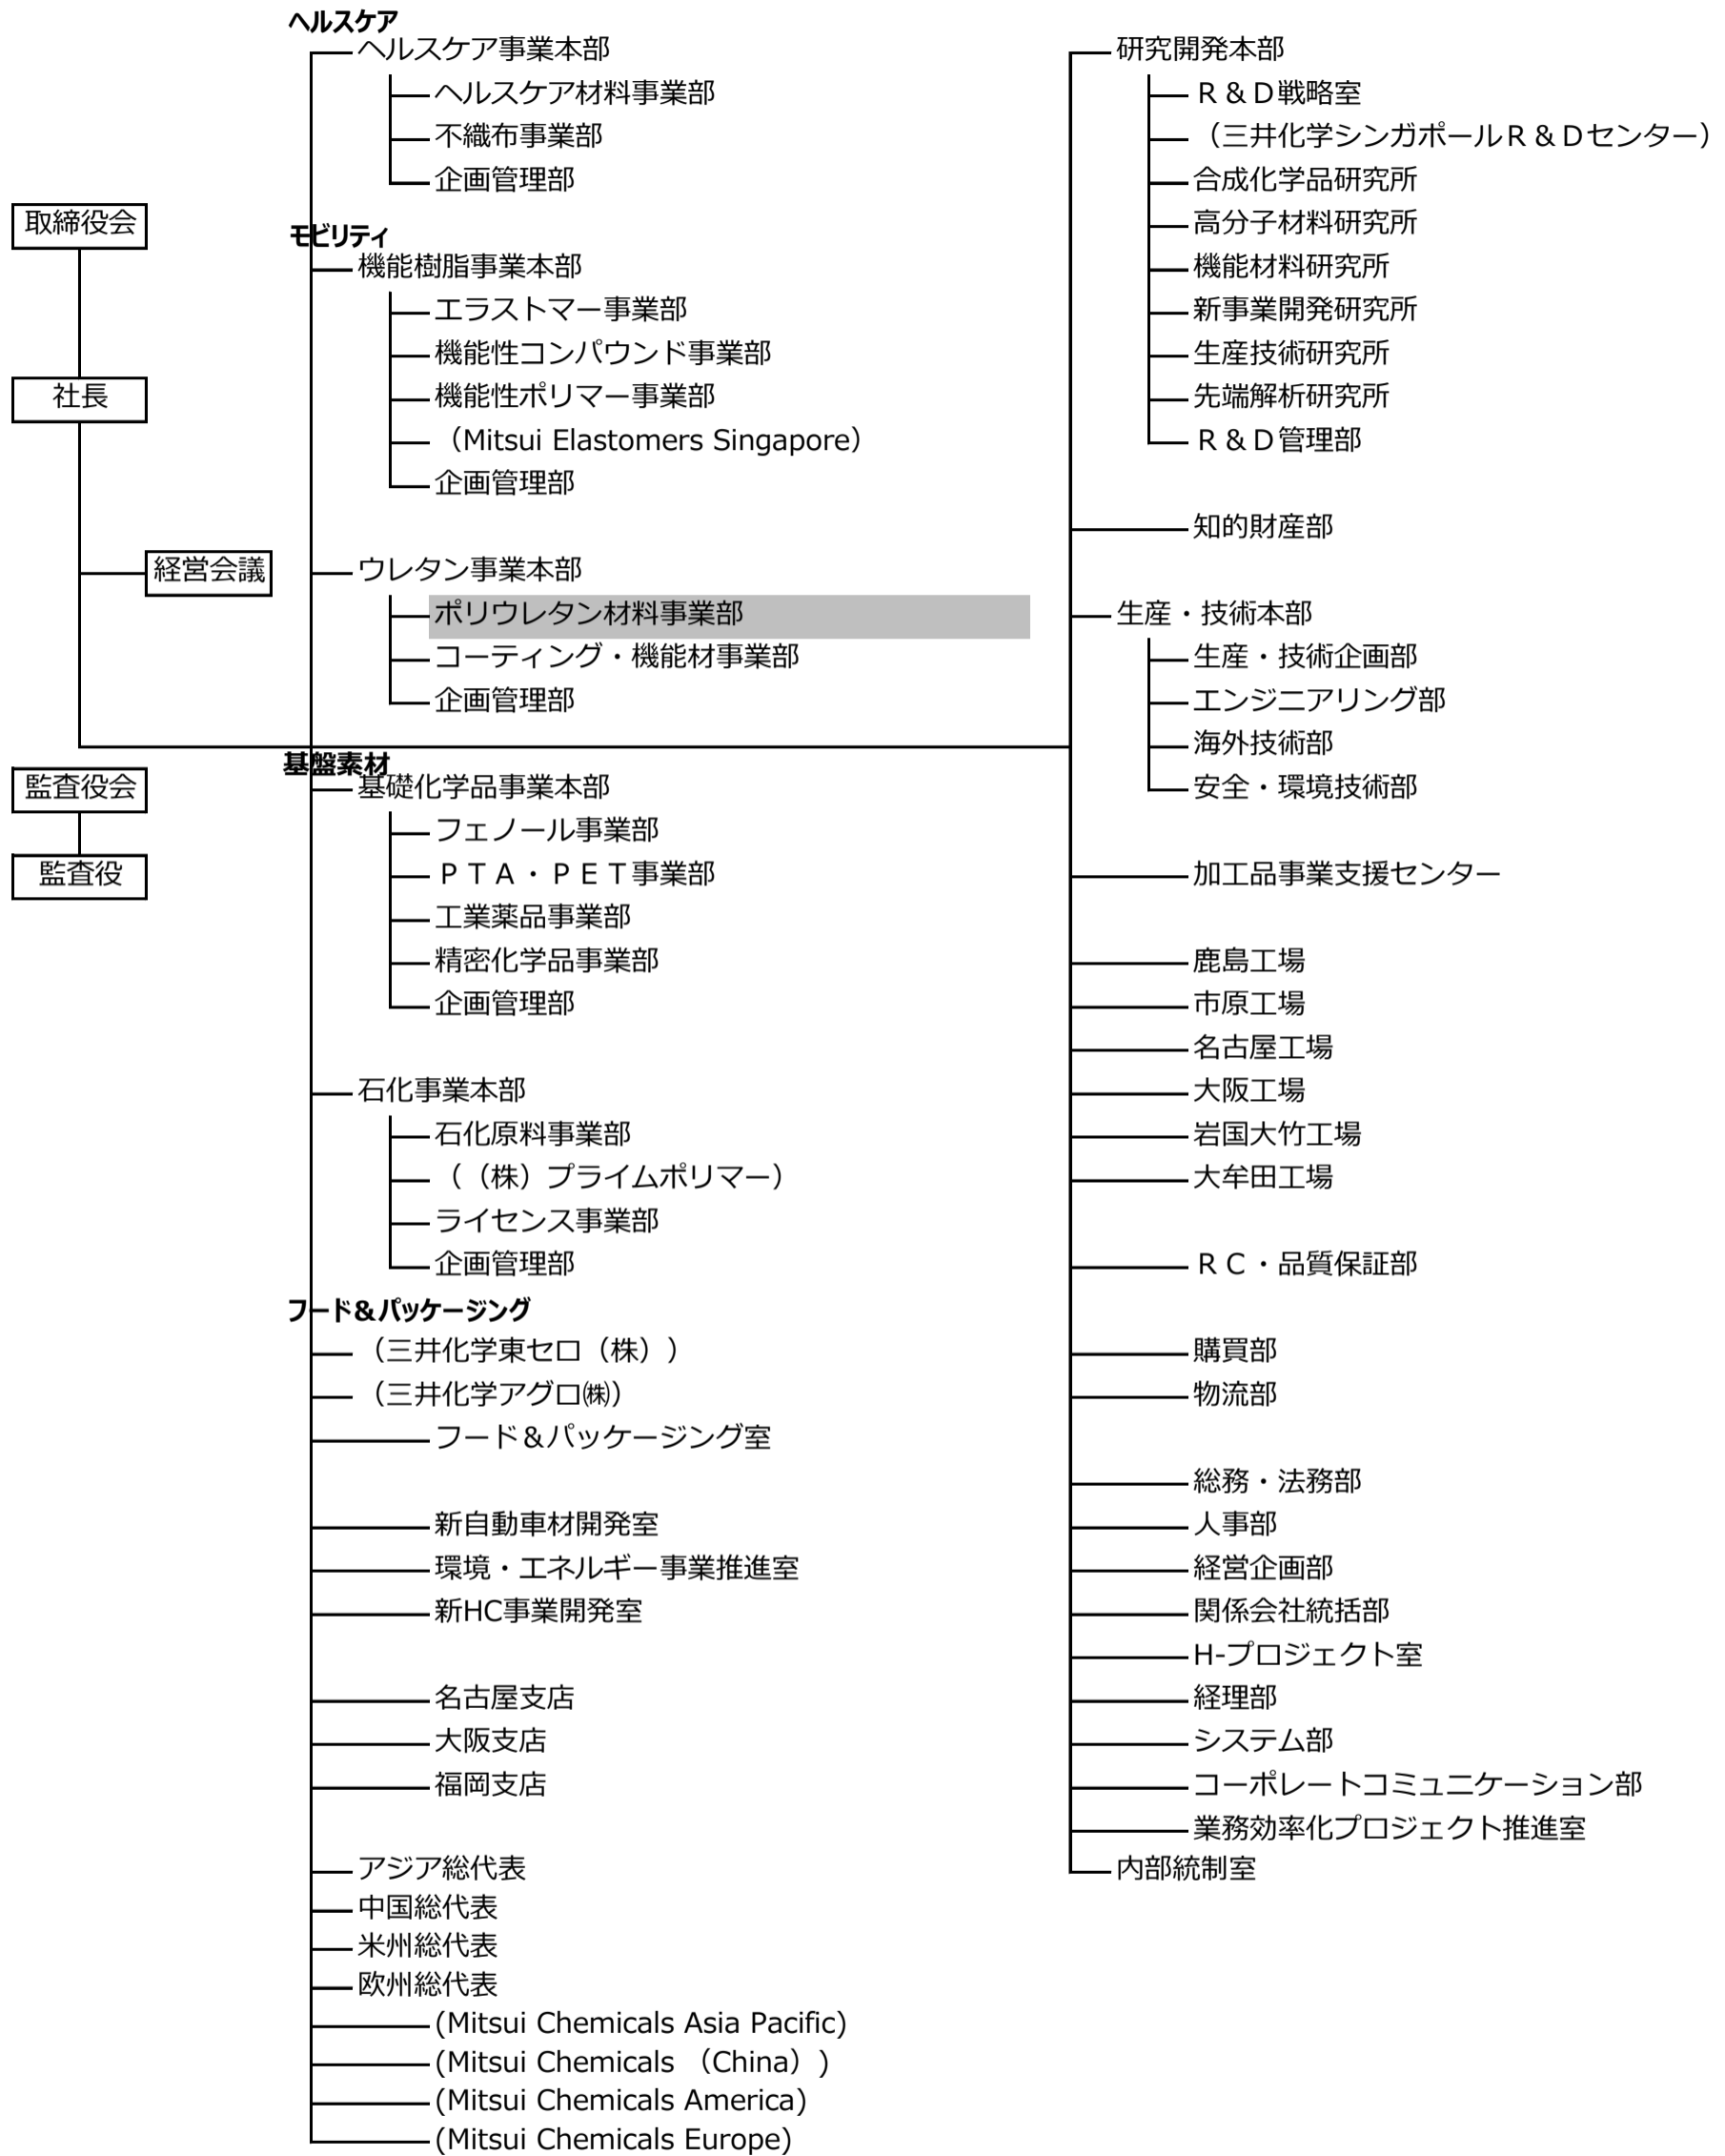 取締役会
社長
経営会議
監査役会
監査役
ヘルスケア
ヘルスケア事業本部
ヘルスケア材料事業部
不織布事業部
企画管理部
モビリティ
機能樹脂事業本部
エラストマー事業部
機能性コンパウンド事業部
機能性ポリマー事業部
（Mitsui Elastomers Singapore）
企画管理部
ウレタン事業本部
ポリウレタン材料事業部
コーティング・機能材事業部
企画管理部
基盤素材
基礎化学品事業本部
フェノール事業部
ＰＴＡ・ＰＥＴ事業部
工業薬品事業部
精密化学品事業部
企画管理部
石化事業本部
石化原料事業部
（（株）プライムポリマー）
ライセンス事業部
企画管理部
フード&パッケージング
（三井化学東セロ（株））
（三井化学アグロ㈱）
フード＆パッケージング室
新自動車材開発室
環境・エネルギー事業推進室
新HC事業開発室
名古屋支店
大阪支店
福岡支店
アジア総代表
中国総代表
米州総代表
欧州総代表
(Mitsui Chemicals Asia Pacific)
(Mitsui Chemicals （China）)
(Mitsui Chemicals America)
(Mitsui Chemicals Europe)
研究開発本部
Ｒ＆Ｄ戦略室
（三井化学シンガポールＲ＆Ｄセンター）
合成化学品研究所
高分子材料研究所
機能材料研究所
新事業開発研究所
生産技術研究所
先端解析研究所
Ｒ＆Ｄ管理部
知的財産部
生産・技術本部
生産・技術企画部
エンジニアリング部
海外技術部
安全・環境技術部
加工品事業支援センター
鹿島工場
市原工場
名古屋工場
大阪工場
岩国大竹工場
大牟田工場
ＲＣ・品質保証部
購買部
物流部
総務・法務部
人事部
経営企画部
関係会社統括部
H-プロジェクト室
経理部
システム部
コーポレートコミュニケーション部
業務効率化プロジェクト推進室
内部統制室